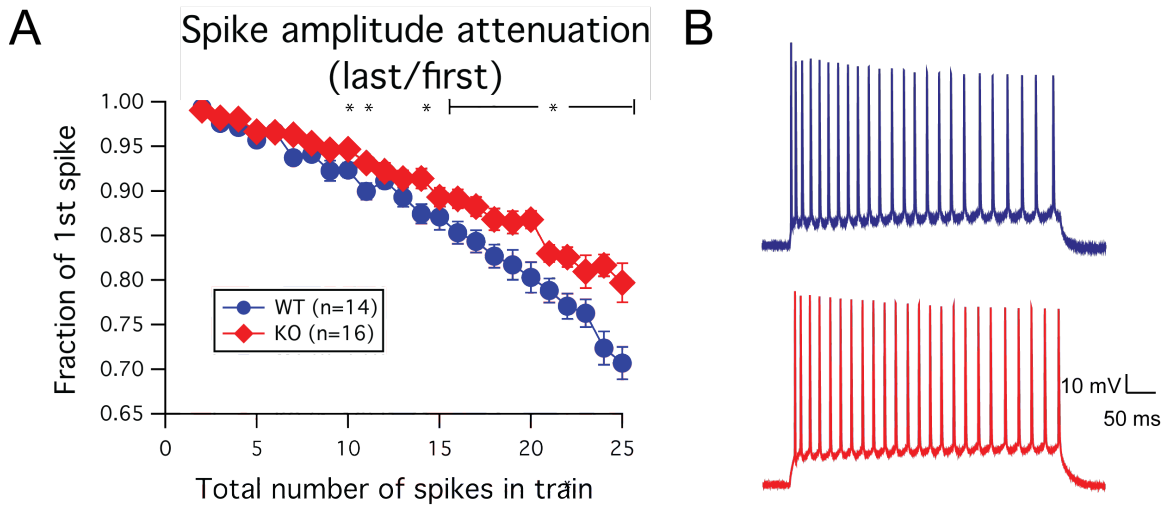 A
Spike amplitude attenuation
(last/first)
* * * *
1.00
0.95
0.90
0.85
0.80
0.75
0.70
0.65
Fraction of 1st spike
WT (n=14)
KO (n=16)
0 5 10 15 20 25
Total number of spikes in train
B
10 mV
50 ms